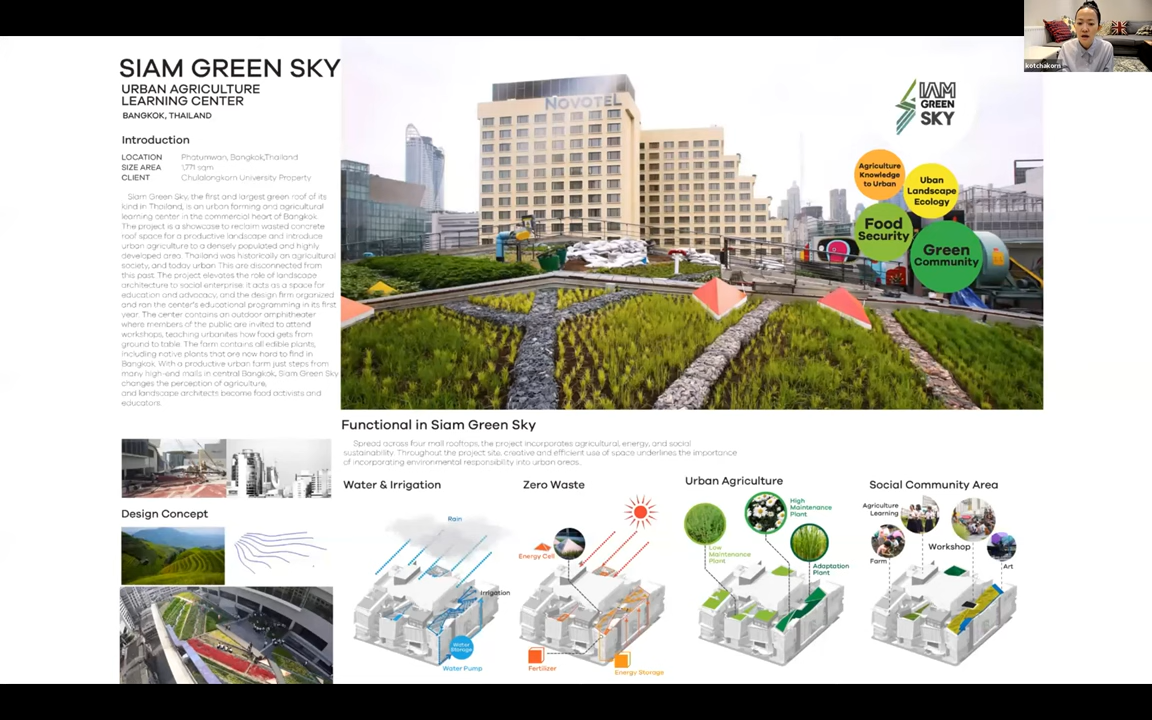 SIAM GREEN SKY
URBAN AGRICULTURE
LEARNING CENTER
BANGKOK, THAILAND
Introduction
LOCATION Phatumwan, Bangkok,Thailand
SIZE AREA 1,771 sqm
CLIENT Chulalongkorn University Property
Siam Green Sky, the first and largest green roof of its
kind in Thailand, is an urban farming and agricultural
learning center in the commercial heart of Bangkok.
The project is a showcase to reclaim wasted concrete
roof space for a productive landscape and introduce
urban agriculture to a densely populated and highly
developed area. Thailand was historically an agricultural
society, and today urban This are disconnected from
this past. The project elevates the role of landscape
architecture to social enterprise. it acts as a space for
education and advocacy, and the design firm organized
and ran the center's educational programming in its first
year. The center contains an outdoor amphitheater
where members of the public are invited to attend
workshops, teaching urbanites how food gets from
ground to table. The farm contains all edible plants,
including native plants that are now hard to find in
Bangkok. With a productive urban farm just steps from
many high-end malls in central Bangkok, Siam Green Sky
changes the perception of agriculture,
and landscape architects become food activists and
educators.
Design Concept
NOVOTEL
SIAM
GREEN
SKY
Agriculture
Knowledge
to Urban
Uban
Landscape
Ecology
Food
Security
Green
Community
kotchakorn
Functional in Siam Green Sky
Spread across four mall rooftops, the project incorporates agricultural, energy, and social
sustainability. Throughout the project site, creative and efficient use of space underlines the importance
of incorporating environmental responsibility into urban areas.
Water & Irrigation
Rain
Irrigation
Water
Storage
Water Pump
Zero Waste
Energy Cell
Fertilizer
Energy Storage
Urban Agriculture
Low
Maintenance
Plant
High
Maintenance
Plant
Adaptation
Plant
Social Community Area
Agriculture
Learning
Farm
Workshop
Art